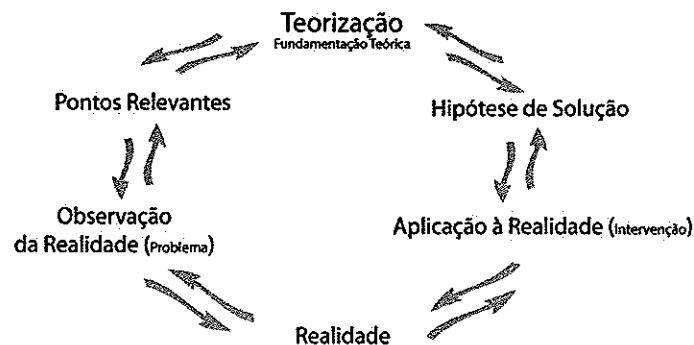 Teorização
Fundamentação Teórica
Pontos Relevantes
Hipótese de Solução
Observação
da Realidade (Problema)
Aplicação à Realidade (Intervenção)
Realidade